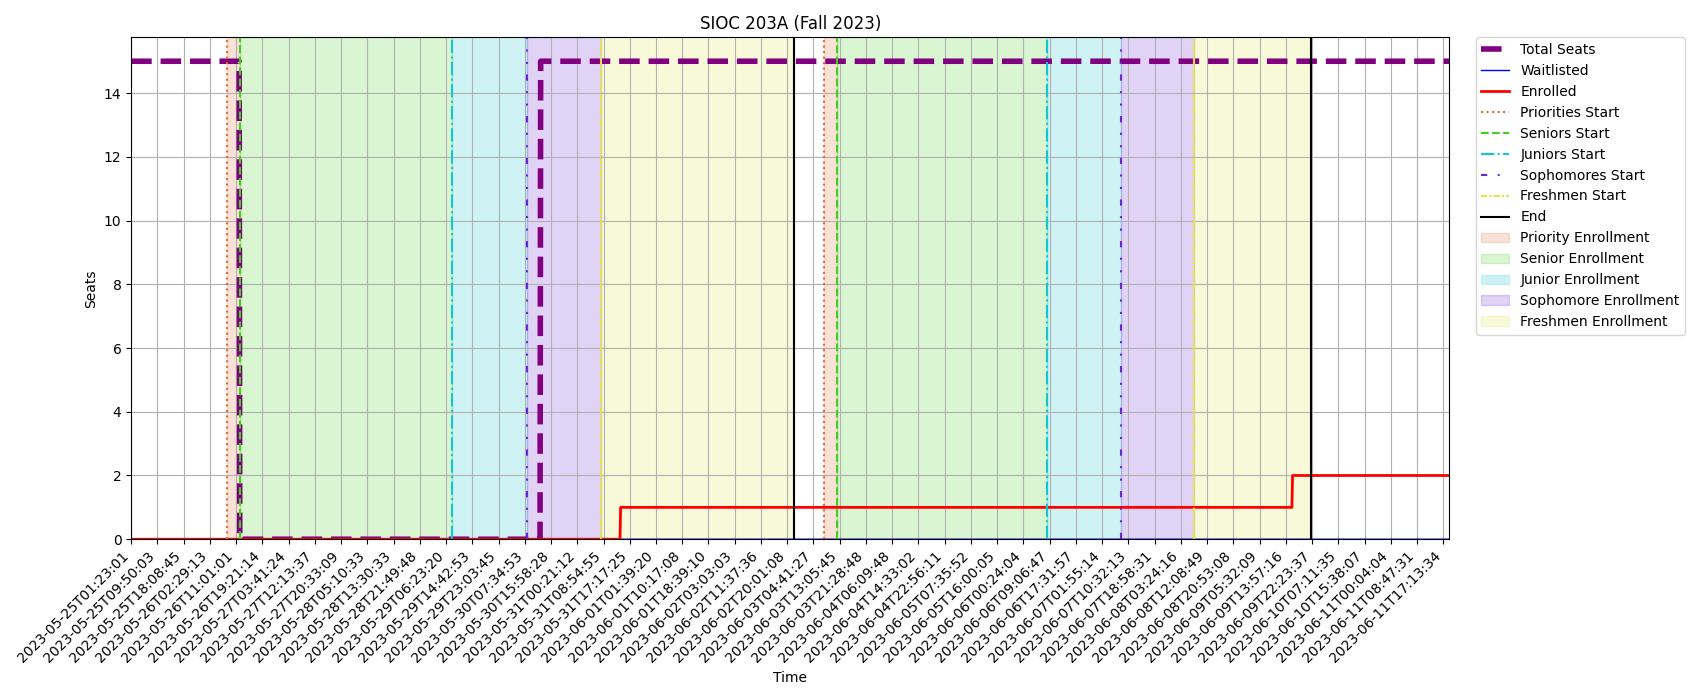 SIOC 203A (Fall 2023)
Total Seats
Waitlisted
Enrolled
Priorities Start
Seniors Start
Juniors Start
Sophomores Start
Freshmen Start
End
Priority Enrollment
Senior Enrollment
Junior Enrollment
Sophomore Enrollment
Freshmen Enrollment
Seats
14
12
10
8
6
4
2
0
2023-05-25T01:23:01
2023-05-25T09:50:03
2023-05-25T18:08:45
2023-05-26T02:29:13
2023-05-26T11:01:01
2023-05-26T19:21:14
2023-05-27T03:41:24
2023-05-27T12:13:37
2023-05-27T20:33:09
2023-05-28T05:10:33
2023-05-28T13:30:33
2023-05-28T21:49:48
2023-05-29T06:23:20
2023-05-29T14:42:53
2023-05-29T23:03:45
2023-05-30T07:34:53
2023-05-30T15:58:28
2023-05-31T00:21:12
2023-05-31T08:54:55
2023-05-31T17:17:25
2023-06-01T01:39:20
2023-06-01T10:17:08
2023-06-01T18:39:10
2023-06-02T03:03:03
2023-06-02T11:37:36
2023-06-02T20:01:08
2023-06-03T04:41:27
2023-06-03T13:05:45
2023-06-03T21:28:48
2023-06-04T06:09:48
2023-06-04T14:33:02
2023-06-04T22:56:11
2023-06-05T07:35:52
2023-06-05T16:00:05
2023-06-06T00:24:04
2023-06-06T09:06:47
2023-06-06T17:31:57
2023-06-07T01:55:14
2023-06-07T10:32:13
2023-06-07T18:58:31
2023-06-08T03:24:16
2023-06-08T12:08:49
2023-06-08T20:53:08
2023-06-09T05:32:09
2023-06-09T13:57:16
2023-06-09T22:23:37
2023-06-10T07:11:35
2023-06-10T15:38:07
2023-06-11T00:04:04
2023-06-11T08:47:31
2023-06-11T17:13:34
Time